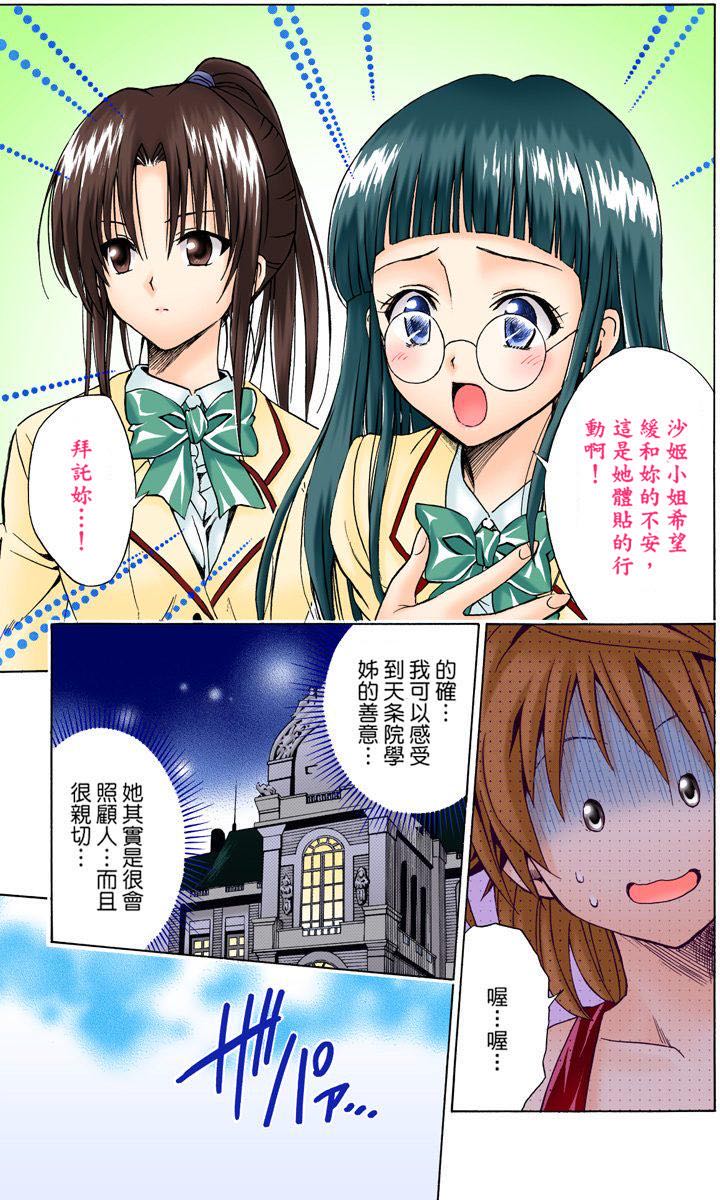 沙姬小姐希望
緩和妳的不安，
這是她體貼的行
動啊！
拜託妳…！
喔…喔…
的確…
我可以感受
到天条院學
姊的善意…
她其實是很會
照顧人…而且
很親切…
ガバァ…